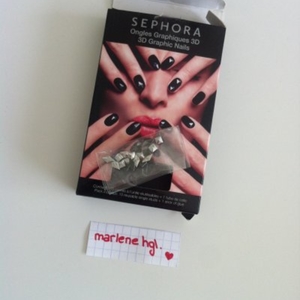 SEPHORA
Ongles Graphiques 3D
3D Graphic Nails
marlene hgl.